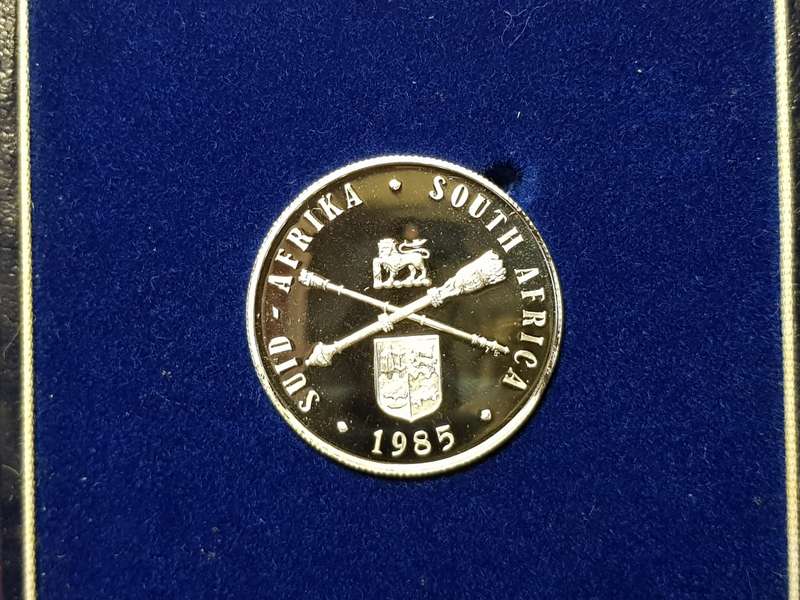 SUID-AFRIKA • SOUTH AFRICA
• 1985 •